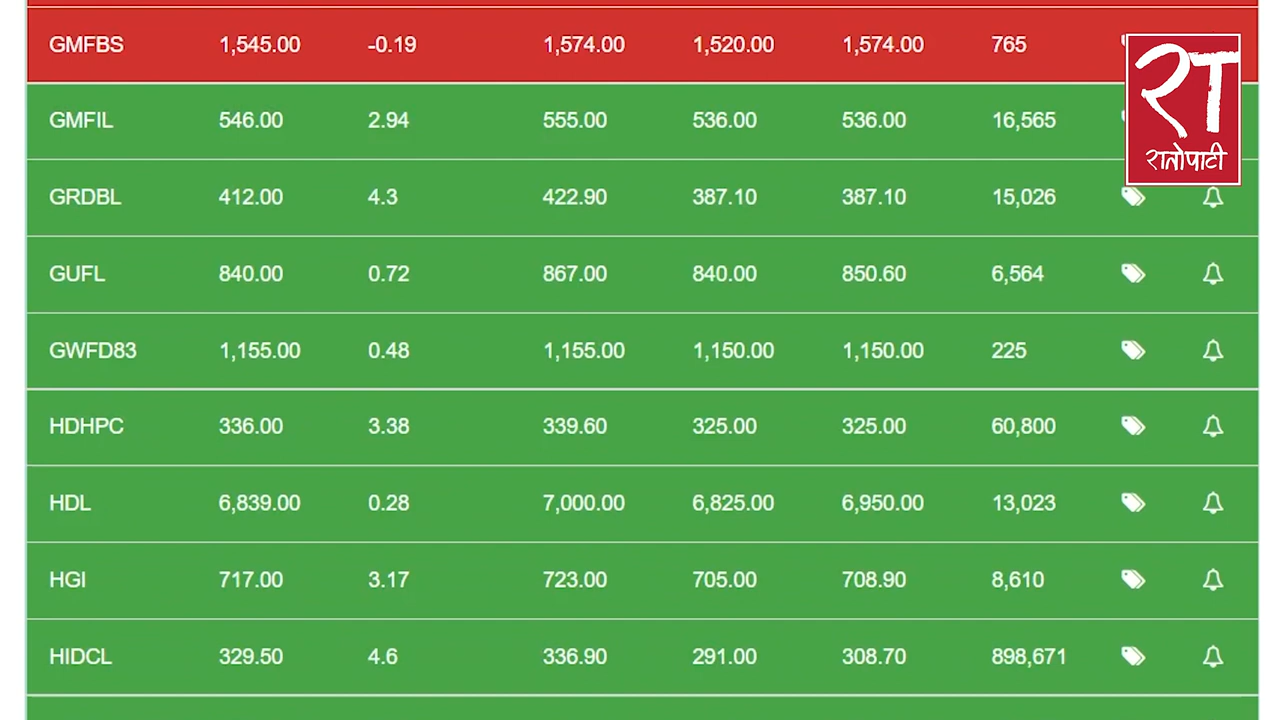 GMFBS 1,545.00 -0.19 1,574.00 1,520.00 1,574.00 765
GMFIL 546.00 2.94 555.00 536.00 536.00 16,565
GRDBL 412.00 4.3 422.90 387.10 387.10 15,026
GUFL 840.00 0.72 867.00 840.00 850.60 6,564
GWFD83 1,155.00 0.48 1,155.00 1,150.00 1,150.00 225
HDHPC 336.00 3.38 339.60 325.00 325.00 60,800
HDL 6,839.00 0.28 7,000.00 6,825.00 6,950.00 13,023
HGI 717.00 3.17 723.00 705.00 708.90 8,610
HIDCL 329.50 4.6 336.90 291.00 308.70 898,671
रा
रातोपाटी